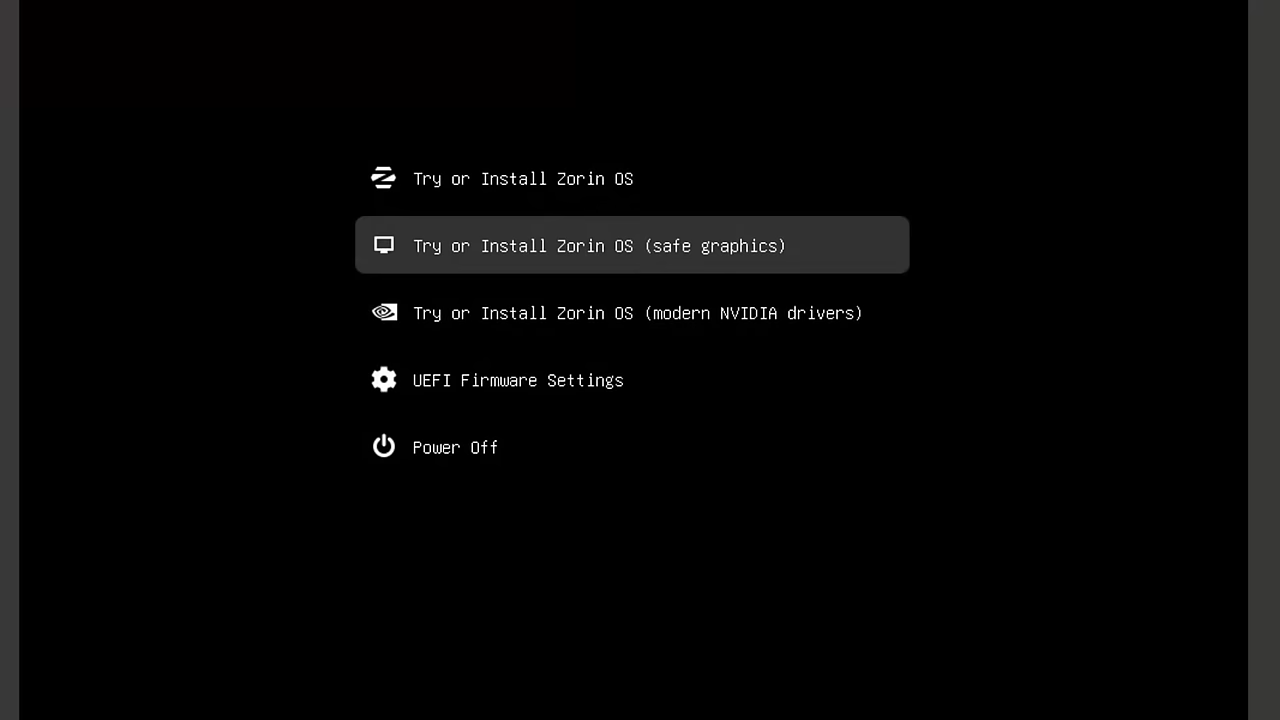 Try or Install Zorin OS
Try or Install Zorin OS (safe graphics)
Try or Install Zorin OS (modern NVIDIA drivers)
UEFI Firmware Settings
Power Off